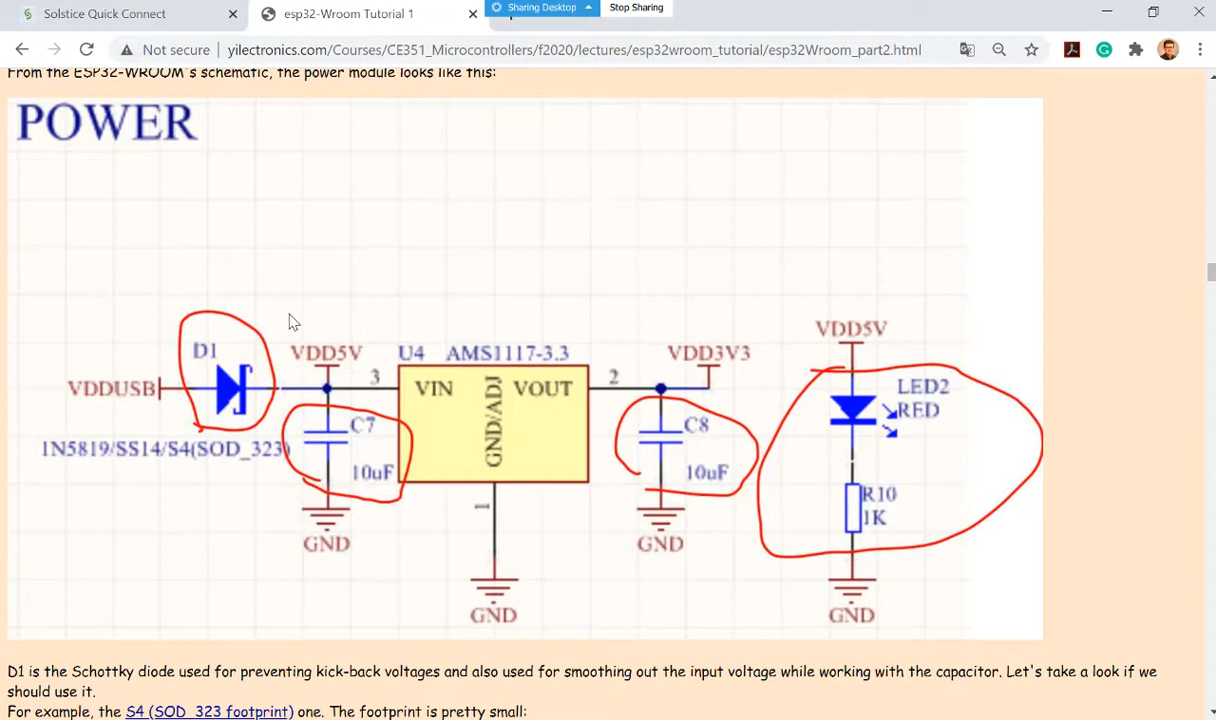 Solstice Quick Connect
esp32-Wroom Tutorial 1
Sharing Desktop
Stop Sharing
Not secure
yilectronics.com/Courses/CE351_Microcontrollers/f2020/lectures/esp32wroom_tutorial/esp32Wroom_part2.html
From the ESP32-WROOM's schematic, the power module looks like this:
POWER
VDD5V
D1
VDD5V
U4 AMS1117-3.3
VDD3V3
VDDUSB
3
VIN
GND/ADJ
VOUT
2
LED2
RED
C7
10uF
C8
10uF
1N5819/SS14/S4(SOD_323)
1
R10
1K
GND
GND
GND
GND
D1 is the Schottky diode used for preventing kick-back voltages and also used for smoothing out the input voltage while working with the capacitor. Let's take a look if we
should use it.
For example, the S4 (SOD_323 footprint) one. The footprint is pretty small: